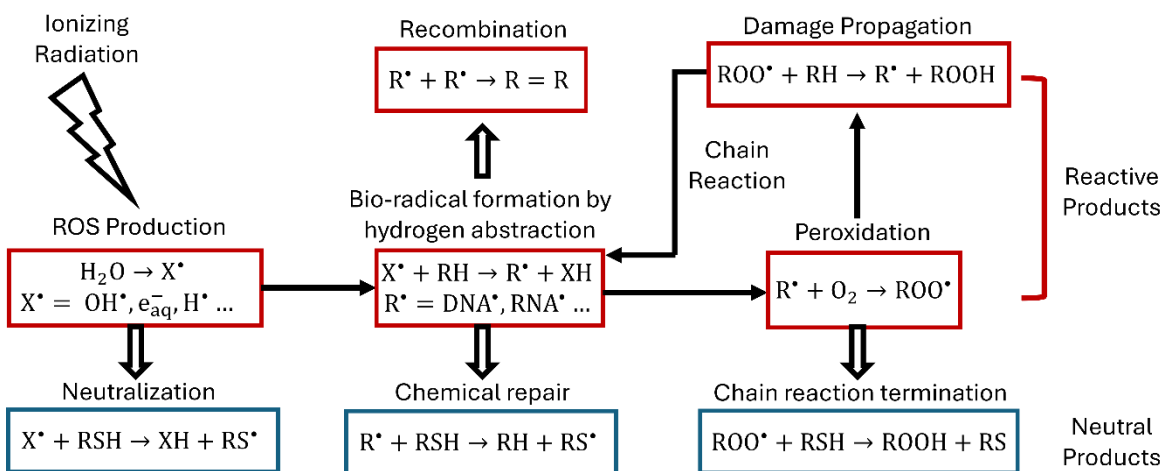 Ionizing
Radiation
Recombination
R• + R• → R = R
Damage Propagation
ROO• + RH → R• + ROOH
Chain
Reaction
Reactive
Products
ROS Production
H₂O → X•
X• = OH•, e⁻aq, H• ...
Bio-radical formation by
hydrogen abstraction
X• + RH → R• + XH
R• = DNA•, RNA• ...
Peroxidation
R• + O₂ → ROO•
Neutralization
X• + RSH → XH + RS•
Chemical repair
R• + RSH → RH + RS•
Chain reaction termination
ROO• + RSH → ROOH + RS
Neutral
Products